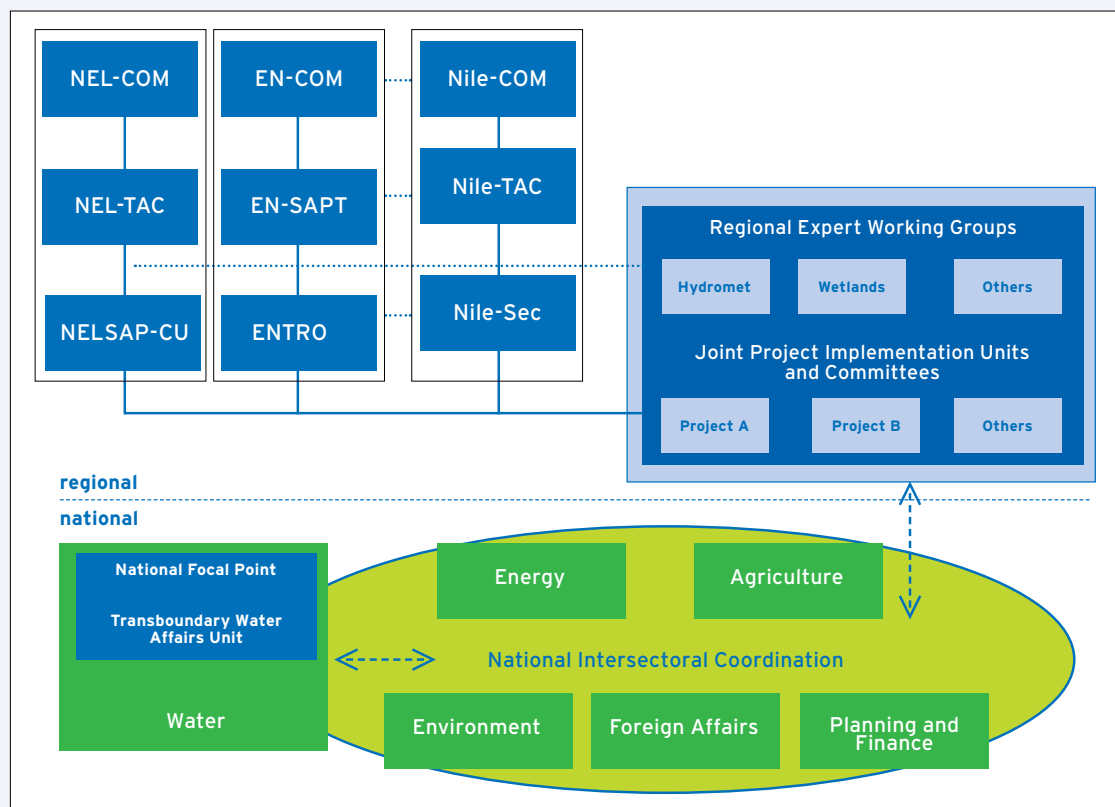 NEL-COM
EN-COM
Nile-COM
NEL-TAC
EN-SAPT
Nile-TAC
NELSAP-CU
ENTRO
Nile-Sec
Regional Expert Working Groups
Hydromet
Wetlands
Others
Joint Project Implementation Units
and Committees
Project A
Project B
Others
regional
national
National Focal Point
Transboundary Water
Affairs Unit
Water
Energy
Agriculture
National Intersectoral Coordination
Environment
Foreign Affairs
Planning and
Finance